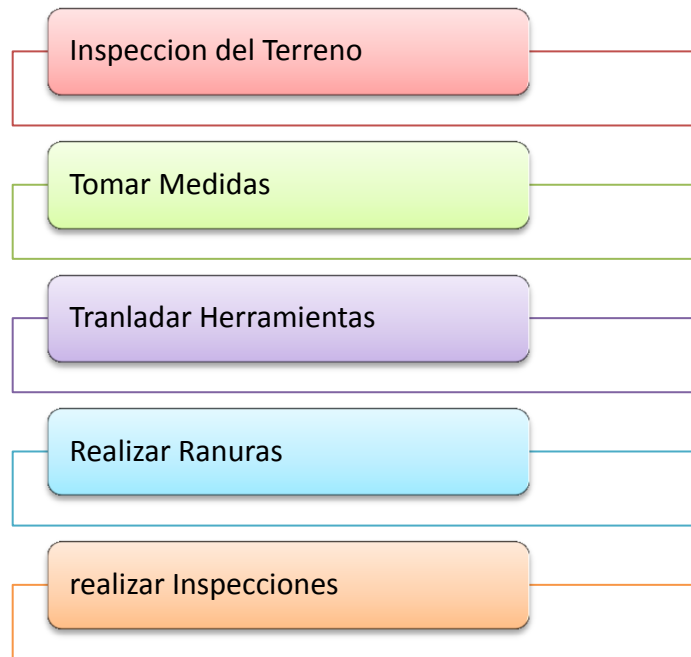 Inspeccion del Terreno
Tomar Medidas
Tranladar Herramientas
Realizar Ranuras
realizar Inspecciones